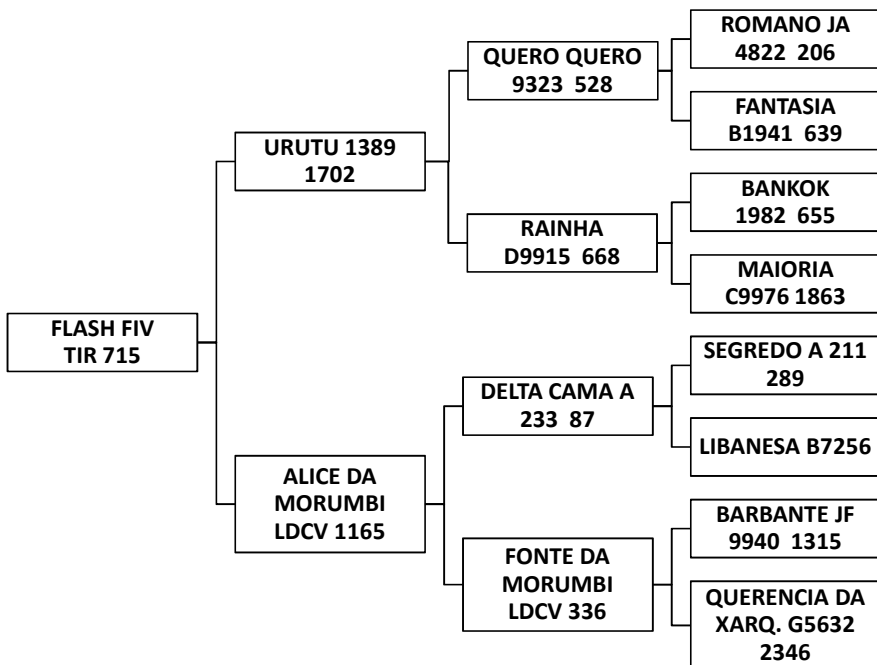 FLASH FIV
TIR 715
URUTU 1389
1702
ALICE DA
MORUMBI
LDCV 1165
QUERO QUERO
9323 528
RAINHA
D9915 668
DELTA CAMA A
233 87
FONTE DA
MORUMBI
LDCV 336
ROMANO JA
4822 206
FANTASIA
B1941 639
BANKOK
1982 655
MAIORIA
C9976 1863
SEGREDO A 211
289
LIBANESA B7256
BARBANTE JF
9940 1315
QUERENCIA DA
XARQ. G5632
2346